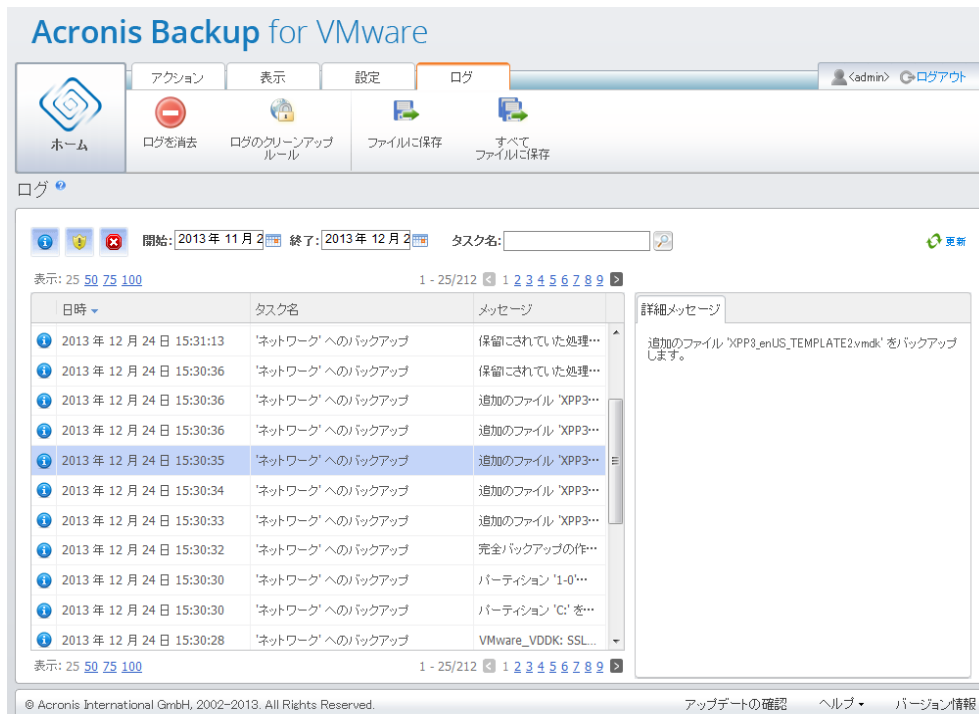 Acronis Backup for VMware
アクション 表示 設定 ログ <admin> ログアウト
ホーム ログを消去 ログのクリーンアップ
ルール ファイルに保存 すべて
ファイルに保存
ログ
開始: 2013 年 11 月 2 終了: 2013 年 12 月 2 タスク名: 更新
表示: 25 50 75 100 1 - 25/212 1 2 3 4 5 6 7 8 9
日時 タスク名 メッセージ
2013 年 12 月 24 日 15:31:13 'ネットワーク' へのバックアップ 保留にされていた処理…
2013 年 12 月 24 日 15:30:36 'ネットワーク' へのバックアップ 保留にされていた処理…
2013 年 12 月 24 日 15:30:36 'ネットワーク' へのバックアップ 追加のファイル 'XPP3…
2013 年 12 月 24 日 15:30:36 'ネットワーク' へのバックアップ 追加のファイル 'XPP3…
2013 年 12 月 24 日 15:30:35 'ネットワーク' へのバックアップ 追加のファイル 'XPP3…
2013 年 12 月 24 日 15:30:34 'ネットワーク' へのバックアップ 追加のファイル 'XPP3…
2013 年 12 月 24 日 15:30:33 'ネットワーク' へのバックアップ 追加のファイル 'XPP3…
2013 年 12 月 24 日 15:30:32 'ネットワーク' へのバックアップ 完全バックアップの作…
2013 年 12 月 24 日 15:30:30 'ネットワーク' へのバックアップ パーティション '1-0'…
2013 年 12 月 24 日 15:30:30 'ネットワーク' へのバックアップ パーティション 'C:' を…
2013 年 12 月 24 日 15:30:28 'ネットワーク' へのバックアップ VMware_VDDK: SSL...
詳細メッセージ
追加のファイル 'XPP3_enUS_TEMPLATE2.vmdk' をバックアップ
します。
表示: 25 50 75 100 1 - 25/212 1 2 3 4 5 6 7 8 9
© Acronis International GmbH, 2002-2013. All Rights Reserved. アップデートの確認 ヘルプ バージョン情報